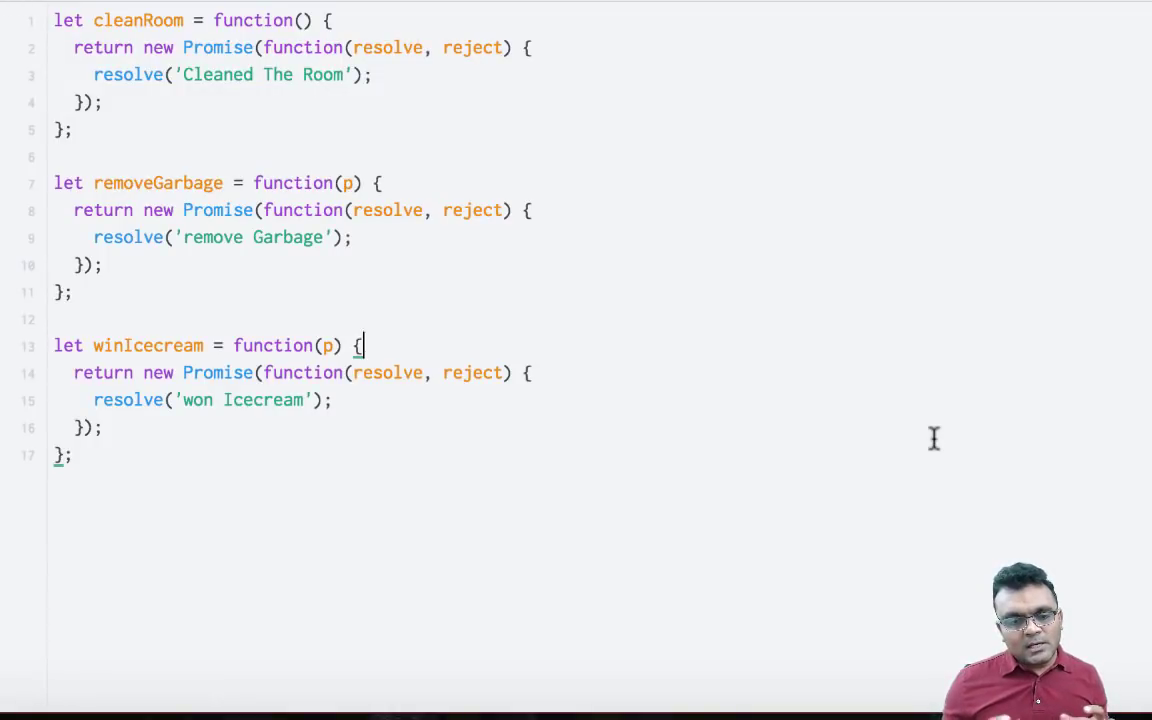 1 let cleanRoom = function() {
2 return new Promise(function(resolve, reject) {
3 resolve('Cleaned The Room');
4 });
5 };
6
7 let removeGarbage = function(p) {
8 return new Promise(function(resolve, reject) {
9 resolve('remove Garbage');
10 });
11 };
12
13 let winIcecream = function(p) {
14 return new Promise(function(resolve, reject) {
15 resolve('won Icecream');
16 });
17 };